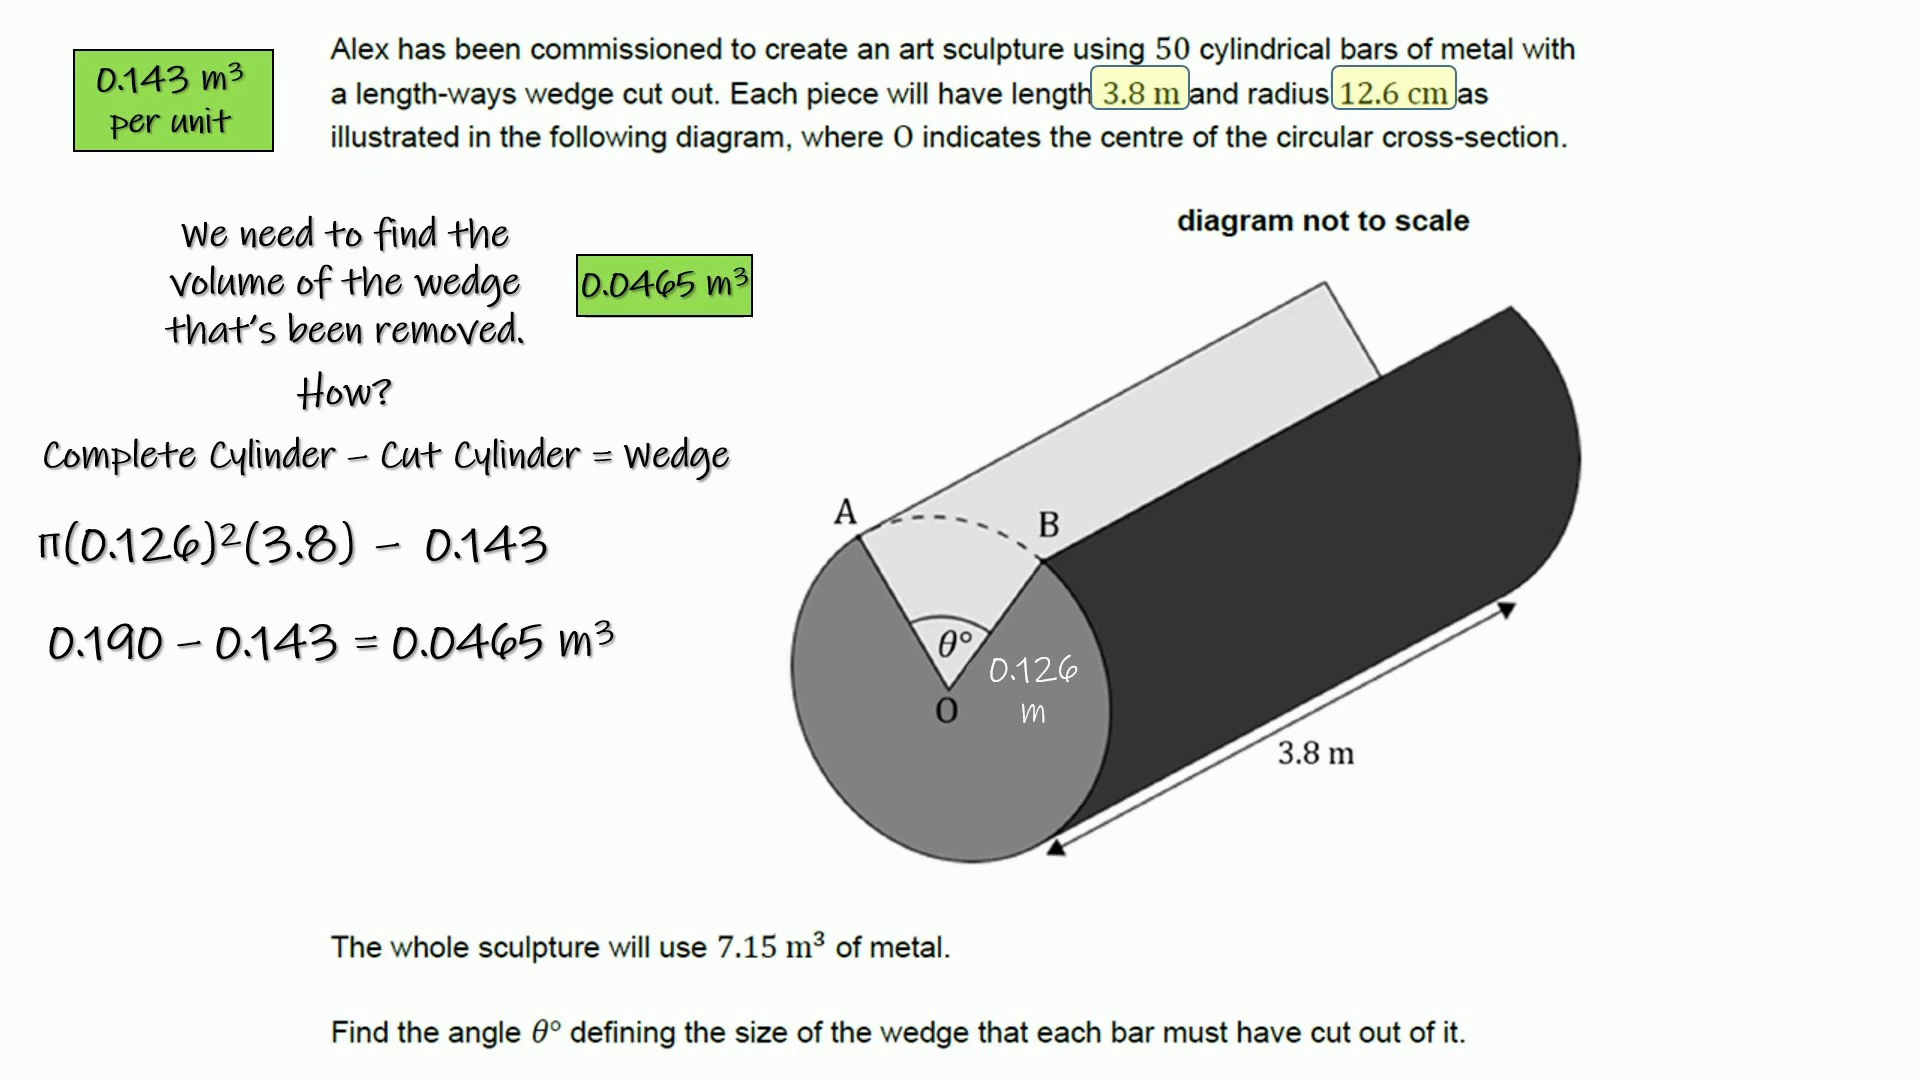 0.143 m³
per unit
Alex has been commissioned to create an art sculpture using 50 cylindrical bars of metal with
a length-ways wedge cut out. Each piece will have length 3.8 m and radius 12.6 cm as
illustrated in the following diagram, where O indicates the centre of the circular cross-section.
We need to find the
volume of the wedge
that's been removed.
How?
0.0465 m³
Complete Cylinder – Cut Cylinder = Wedge
π(0.126)²(3.8) – 0.143
0.190 – 0.143 = 0.0465 m³
diagram not to scale
A
B
θ°
O
0.126
m
3.8 m
The whole sculpture will use 7.15 m³ of metal.
Find the angle θ° defining the size of the wedge that each bar must have cut out of it.